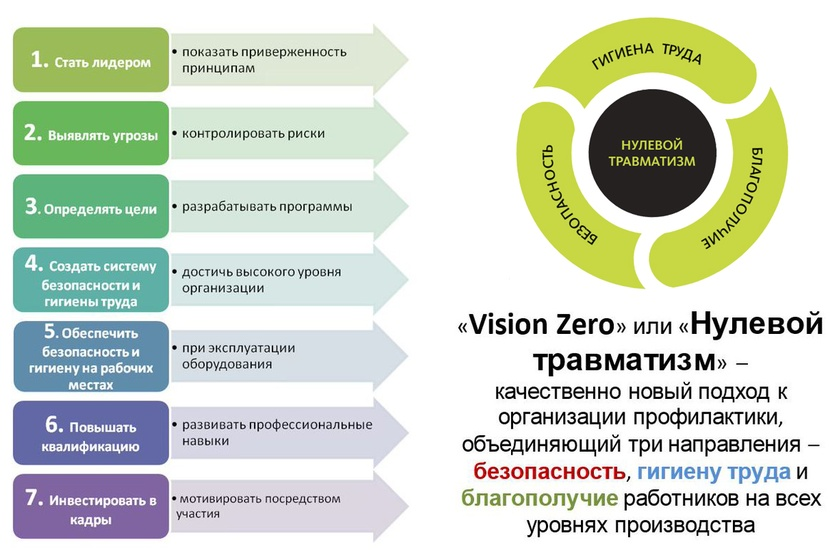 1. Стать лидером
• показать приверженность
принципам
2. Выявлять угрозы
• контролировать риски
3. Определять цели
• разрабатывать программы
4. Создать систему
безопасности и
гигиены труда
• достичь высокого уровня
организации
5. Обеспечить
безопасность и
гигиену на рабочих
местах
• при эксплуатации
оборудования
6. Повышать
квалификацию
• развивать профессиональные
навыки
7. Инвестировать в
кадры
• мотивировать посредством
участия
ГИГИЕНА ТРУДА
БЛАГОПОЛУЧИЕ
БЕЗОПАСНОСТЬ
НУЛЕВОЙ
ТРАВМАТИЗМ
«Vision Zero» или «Нулевой
травматизм» –
качественно новый подход к
организации профилактики,
объединяющий три направления –
безопасность, гигиену труда и
благополучие работников на всех
уровнях производства